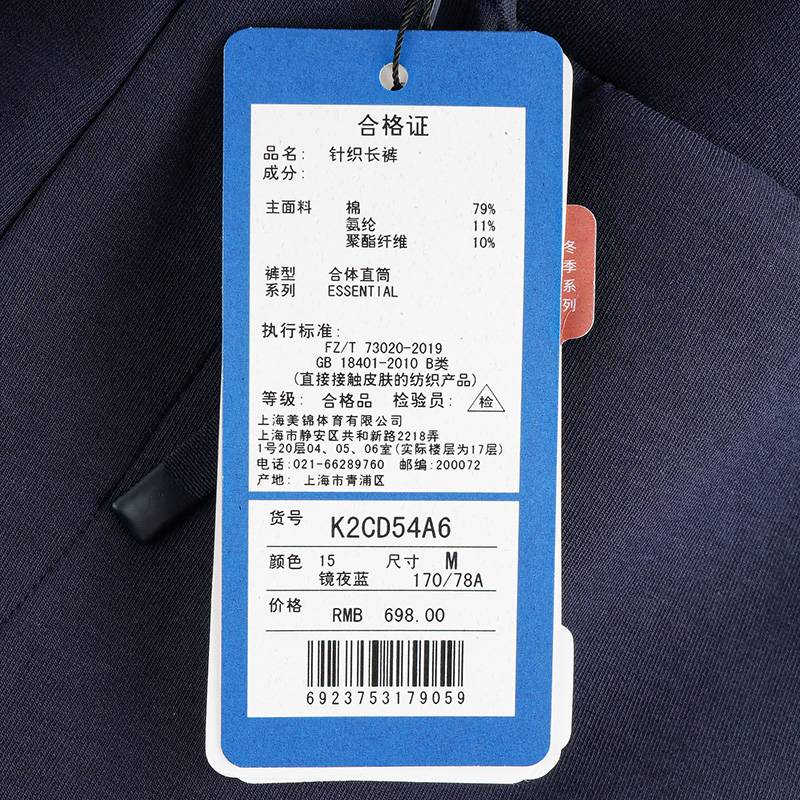 合格证
品名: 针织长裤
成分:
主面料 棉 79%
氨纶 11%
聚酯纤维 10%
裤型 合体直筒
系列 ESSENTIAL
执行标准:
FZ/T 73020-2019
GB 18401-2010 B类
(直接接触皮肤的纺织产品)
等级: 合格品 检验员: 检
上海美锦体育有限公司
上海市静安区共和新路2218弄
1号20层04、05、06室(实际楼层为17层)
电话:021-66289760 邮编:200072
产地: 上海市青浦区
货号 K2CD54A6
颜色 15 尺寸 M
镜夜蓝 170/78A
价格 RMB 698.00
6923753179059
冬季系列